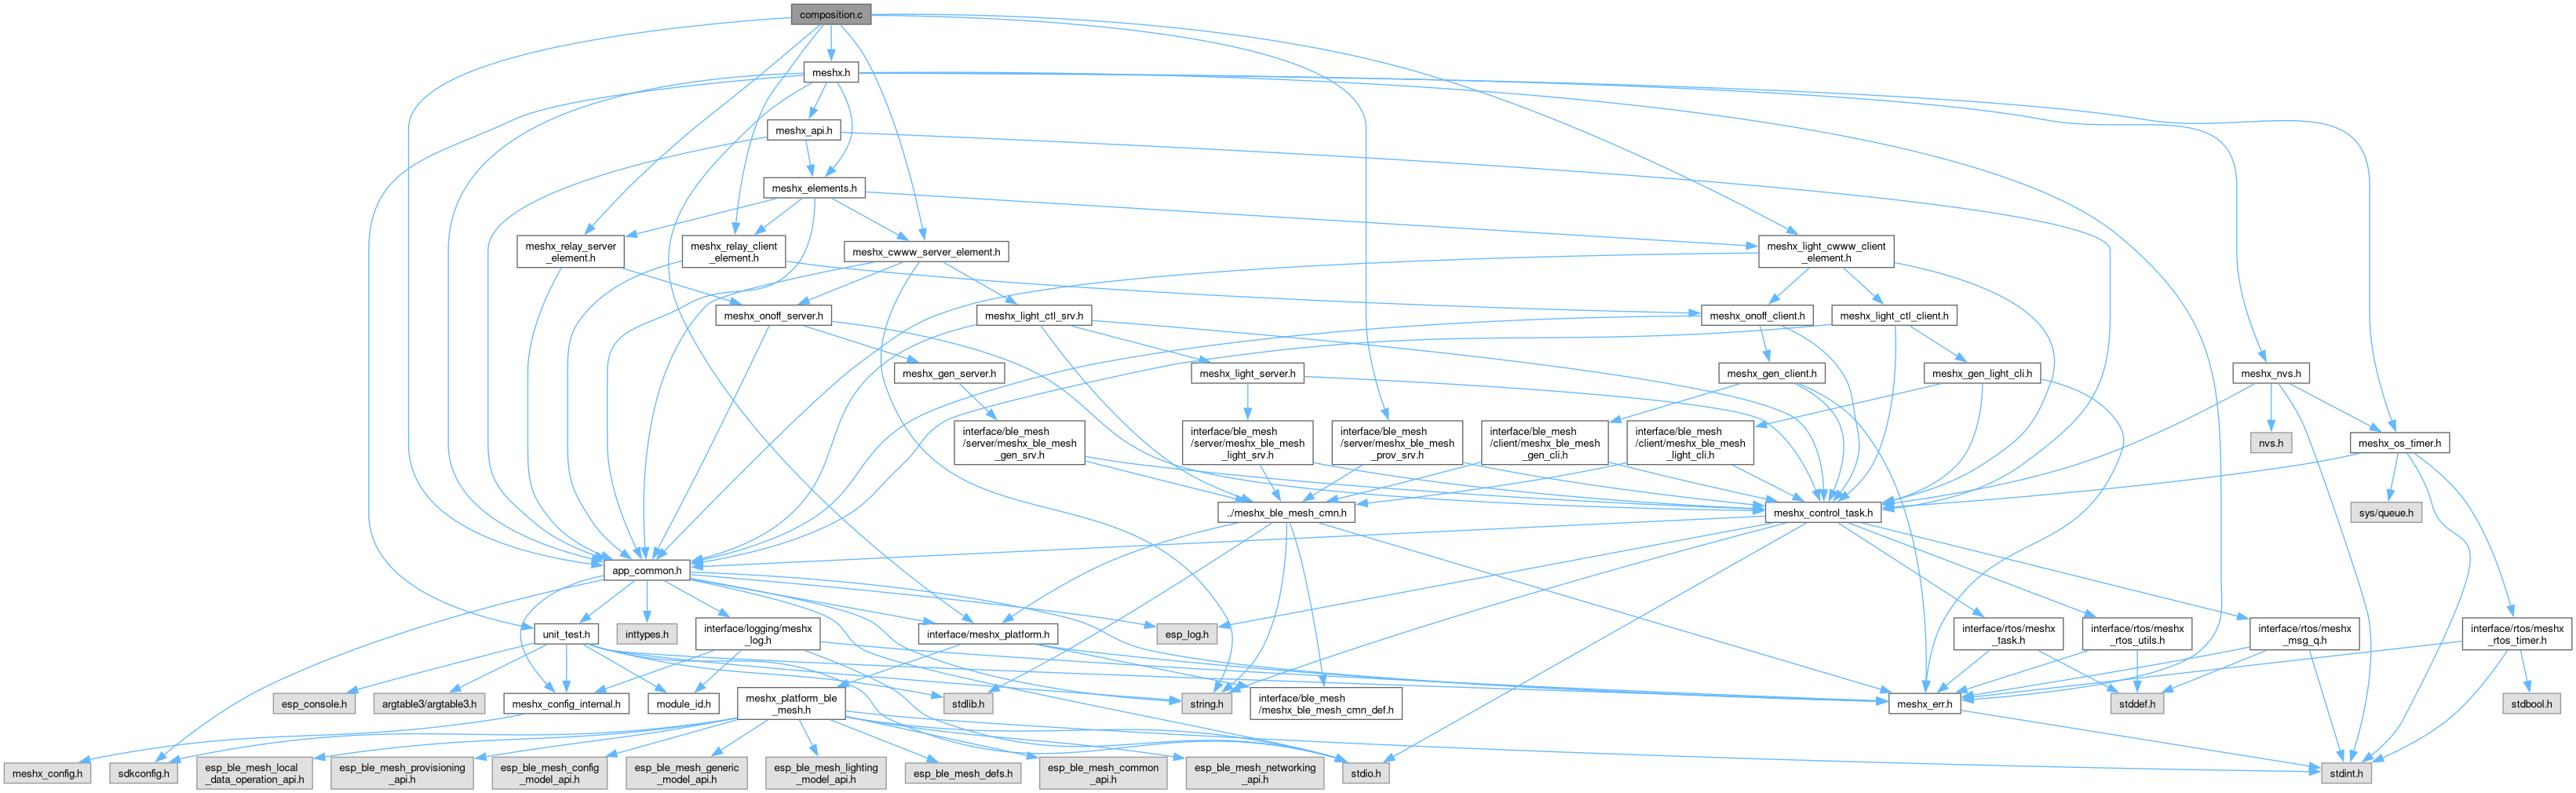 composition.c
meshx.h
meshx_api.h
meshx_elements.h
meshx_relay_server
_element.h
meshx_relay_client
_element.h
meshx_cwww_server_element.h
meshx_light_cwww_client
_element.h
meshx_onoff_server.h
meshx_light_ctl_srv.h
meshx_onoff_client.h
meshx_light_ctl_client.h
meshx_gen_server.h
meshx_light_server.h
meshx_gen_client.h
meshx_gen_light_cli.h
meshx_nvs.h
interface/ble_mesh
/server/meshx_ble_mesh
_gen_srv.h
interface/ble_mesh
/server/meshx_ble_mesh
_light_srv.h
interface/ble_mesh
/server/meshx_ble_mesh
_prov_srv.h
interface/ble_mesh
/client/meshx_ble_mesh
_gen_cli.h
interface/ble_mesh
/client/meshx_ble_mesh
_light_cli.h
nvs.h
meshx_os_timer.h
../meshx_ble_mesh_cmn.h
meshx_control_task.h
sys/queue.h
app_common.h
unit_test.h
inttypes.h
interface/logging/meshx
_log.h
interface/meshx_platform.h
esp_log.h
interface/rtos/meshx
_task.h
interface/rtos/meshx
_rtos_utils.h
interface/rtos/meshx
_msg_q.h
interface/rtos/meshx
_rtos_timer.h
esp_console.h
argtable3/argtable3.h
meshx_config_internal.h
module_id.h
meshx_platform_ble
_mesh.h
stdlib.h
string.h
interface/ble_mesh
/meshx_ble_mesh_cmn_def.h
meshx_err.h
stddef.h
stdbool.h
meshx_config.h
sdkconfig.h
esp_ble_mesh_local
_data_operation_api.h
esp_ble_mesh_provisioning
_api.h
esp_ble_mesh_config
_model_api.h
esp_ble_mesh_generic
_model_api.h
esp_ble_mesh_lighting
_model_api.h
esp_ble_mesh_defs.h
esp_ble_mesh_common
_api.h
esp_ble_mesh_networking
_api.h
stdio.h
stdint.h